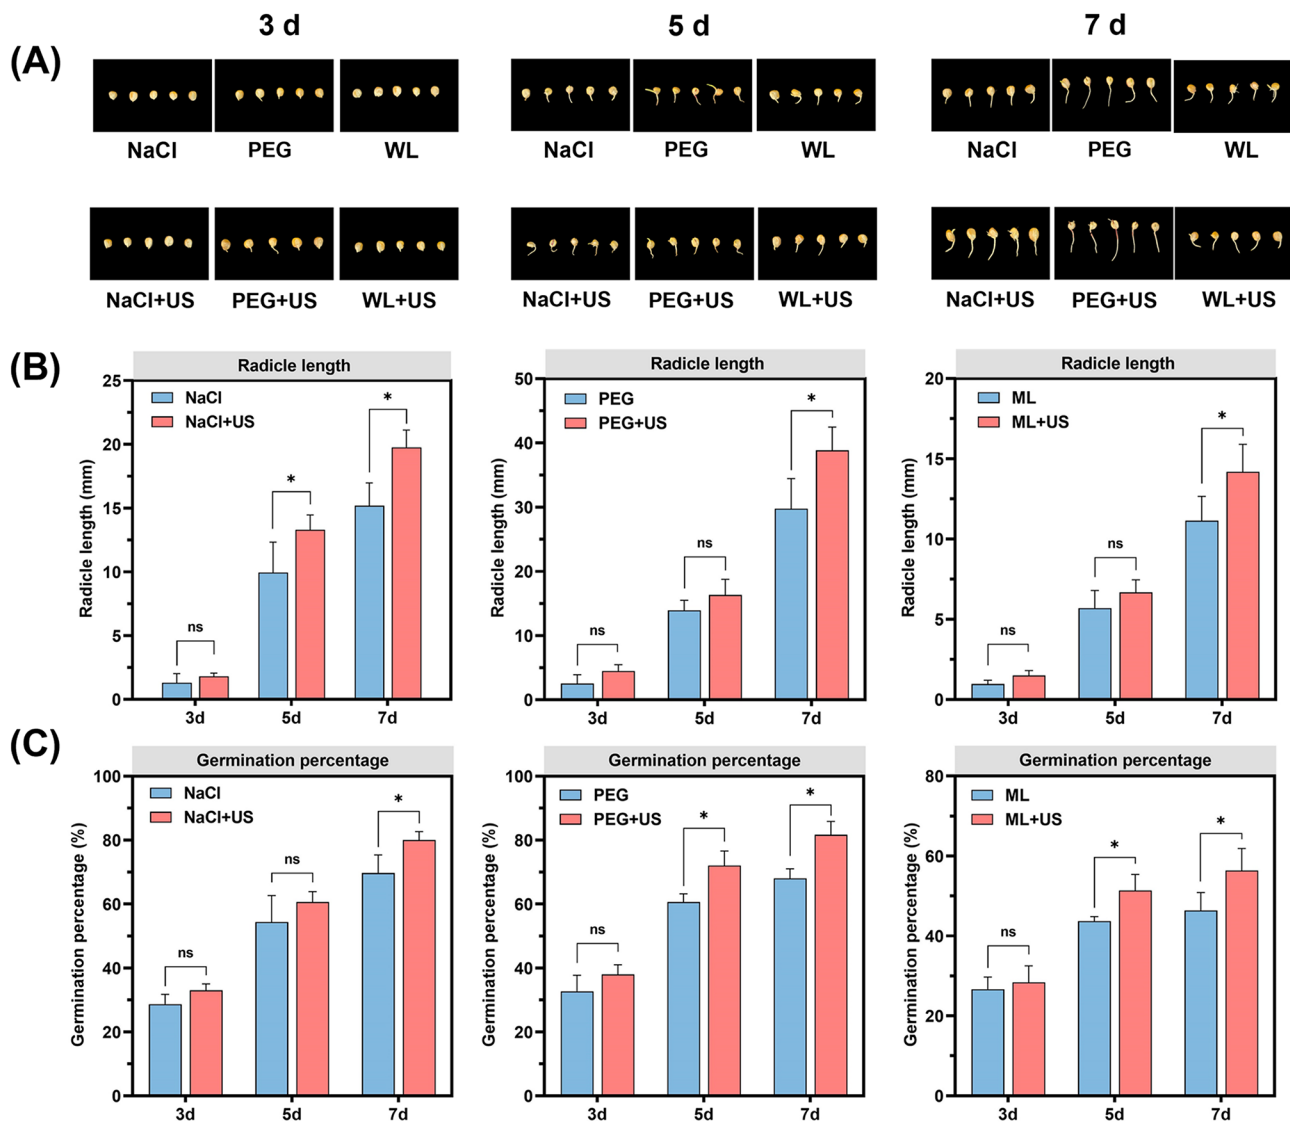 3 d 5 d 7 d
(A)
NaCl PEG WL NaCl PEG WL NaCl PEG WL
NaCl+US PEG+US WL+US NaCl+US PEG+US WL+US NaCl+US PEG+US WL+US
(B)
Radicle length
Radicle length (mm)
25
20
15
10
5
0
NaCl
NaCl+US
ns
*
*
3d 5d 7d
Radicle length
Radicle length (mm)
50
40
30
20
10
0
PEG
PEG+US
ns
ns
*
3d 5d 7d
Radicle length
Radicle length (mm)
20
15
10
5
0
ML
ML+US
ns
ns
*
3d 5d 7d
(C)
Germination percentage
Germination percentage (%)
100
80
60
40
20
0
NaCl
NaCl+US
ns
ns
*
3d 5d 7d
Germination percentage
Germination percentage (%)
100
80
60
40
20
0
PEG
PEG+US
ns
*
*
3d 5d 7d
Germination percentage
Germination percentage (%)
80
60
40
20
0
ML
ML+US
ns
*
*
3d 5d 7d